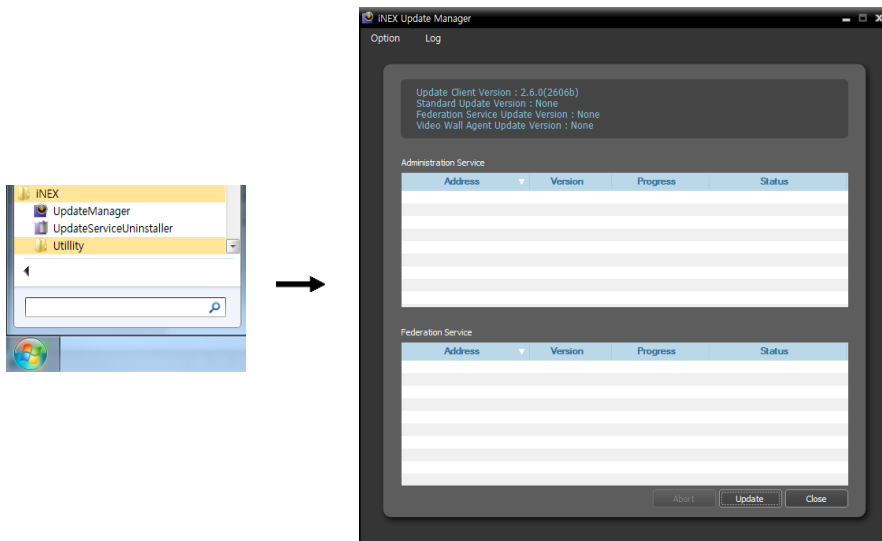 iNEX
UpdateManager
UpdateServiceUninstaller
Utillity
iNEX Update Manager
Option Log
Update Client Version : 2.6.0(2606b)
Standard Update Version : None
Federation Service Update Version : None
Video Wall Agent Update Version : None
Administration Service
Address Version Progress Status
Federation Service
Address Version Progress Status
Abort Update Close